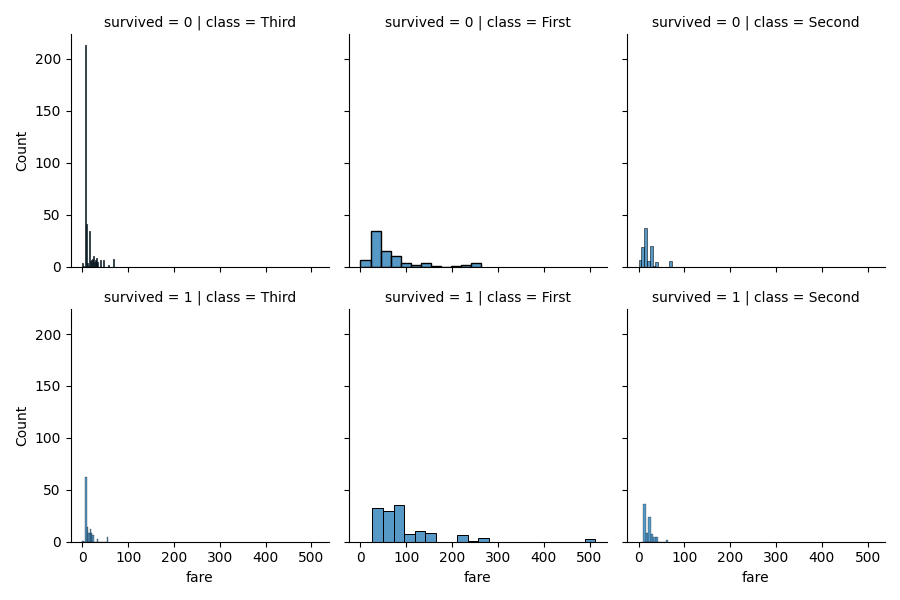 survived = 0 | class = Third
survived = 0 | class = First
survived = 0 | class = Second
200
150
100
50
0
Count
survived = 1 | class = Third
survived = 1 | class = First
survived = 1 | class = Second
200
150
100
50
0
Count
0 100 200 300 400 500
0 100 200 300 400 500
0 100 200 300 400 500
fare
fare
fare